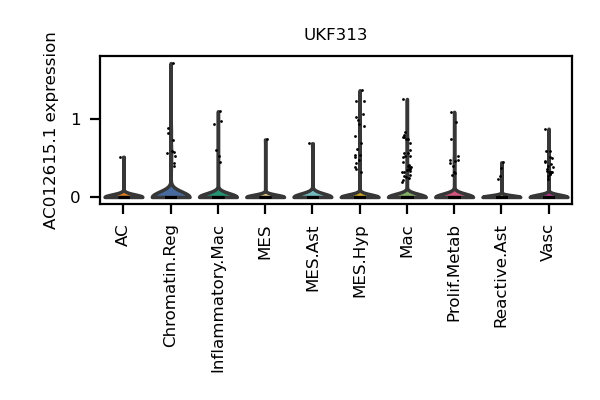 UKF313
AC012615.1 expression
1
0
AC
Chromatin.Reg
Inflammatory.Mac
MES
MES.Ast
MES.Hyp
Mac
Prolif.Metab
Reactive.Ast
Vasc